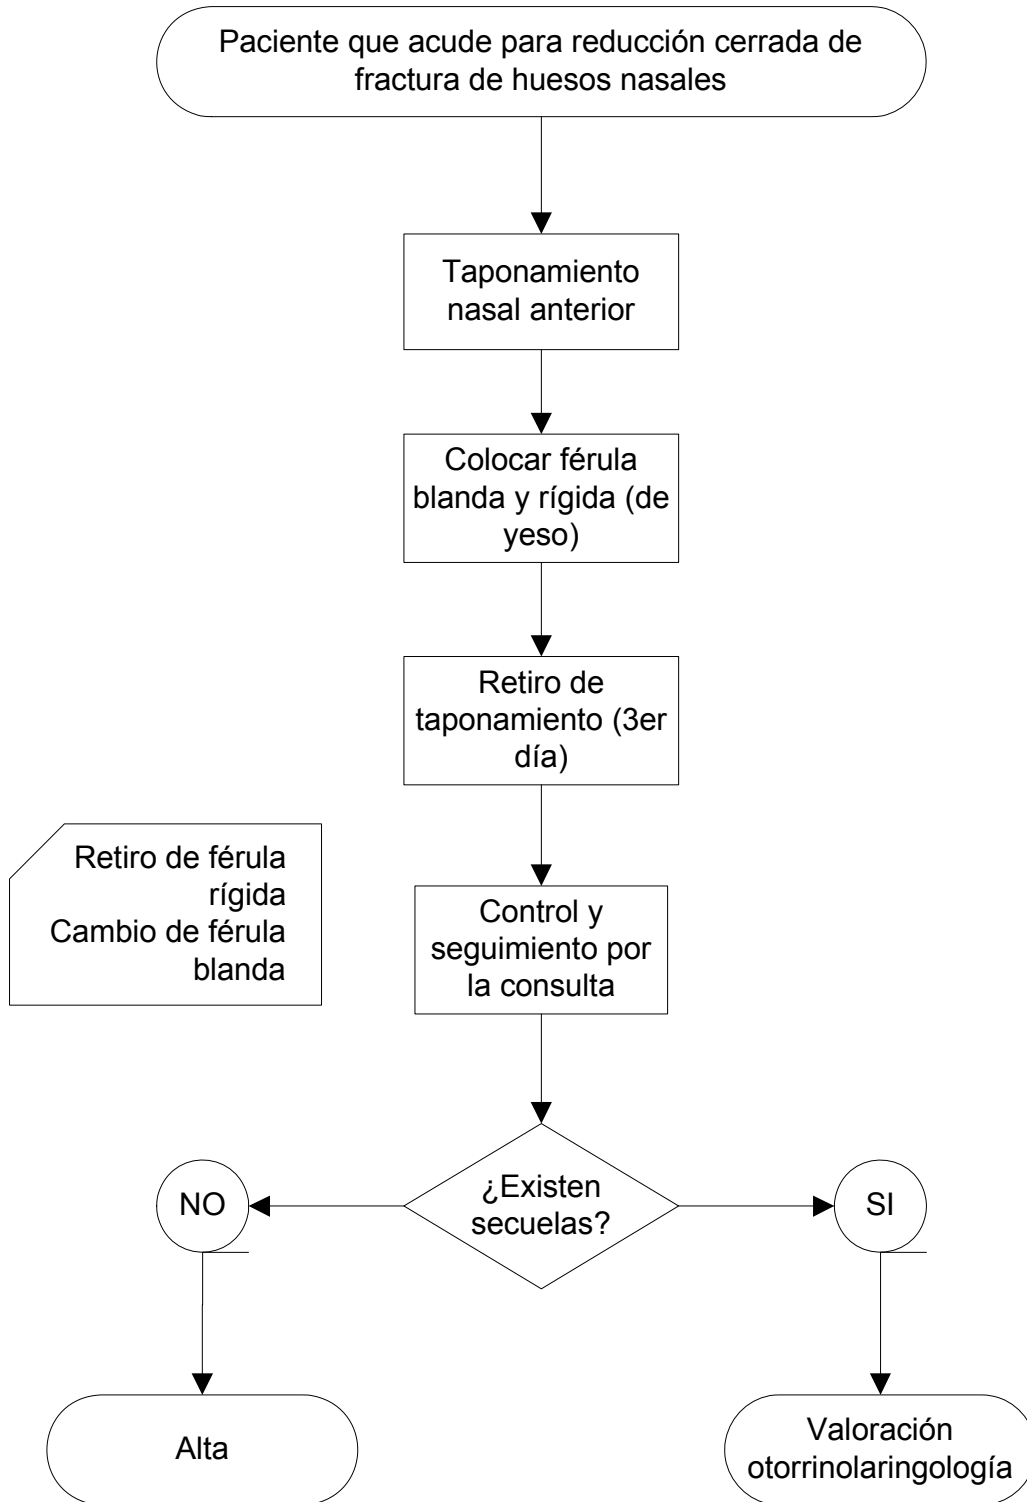 Paciente que acude para reducción cerrada de
fractura de huesos nasales
Taponamiento
nasal anterior
Colocar férula
blanda y rígida (de
yeso)
Retiro de
taponamiento (3er
día)
Retiro de férula
rígida
Cambio de férula
blanda
Control y
seguimiento por
la consulta
¿Existen
secuelas?
NO
SI
Alta
Valoración
otorrinolaringología